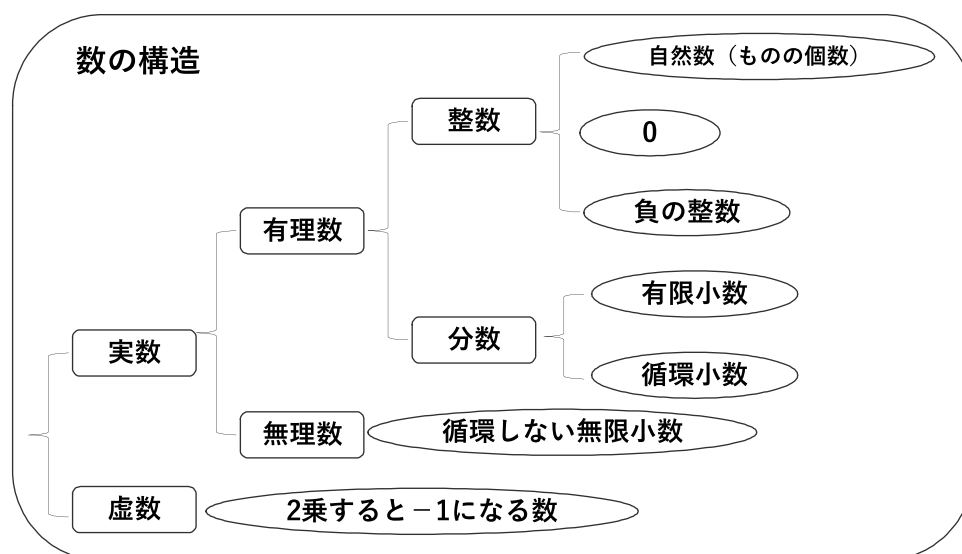 数の構造
自然数（ものの個数）
整数
0
有理数
負の整数
有限小数
分数
実数
循環小数
無理数
循環しない無限小数
虚数
2乗すると－1になる数